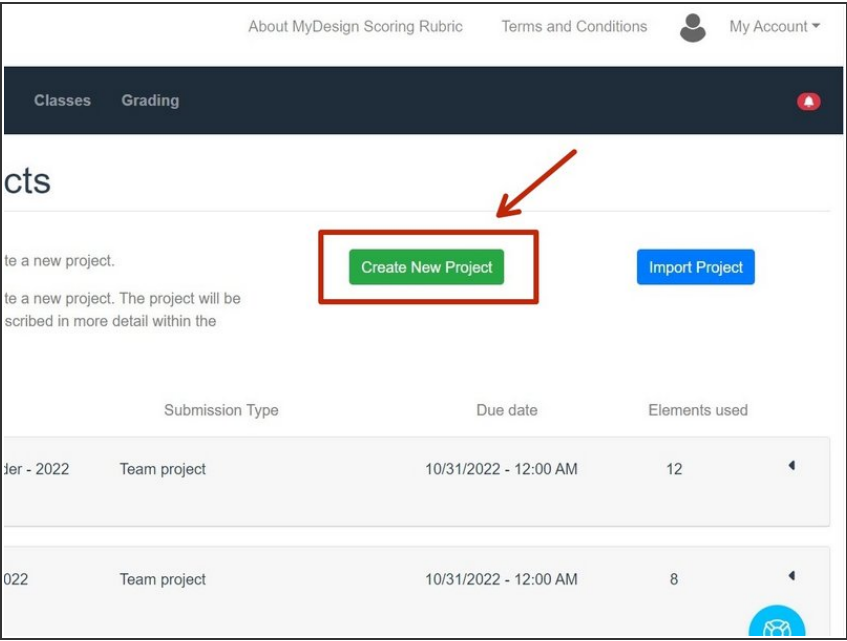 About MyDesign Scoring Rubric Terms and Conditions My Account
Classes Grading
cts
te a new project.
Create New Project Import Project
te a new project. The project will be
scribed in more detail within the
Submission Type Due date Elements used
der - 2022 Team project 10/31/2022 - 12:00 AM 12
022 Team project 10/31/2022 - 12:00 AM 8